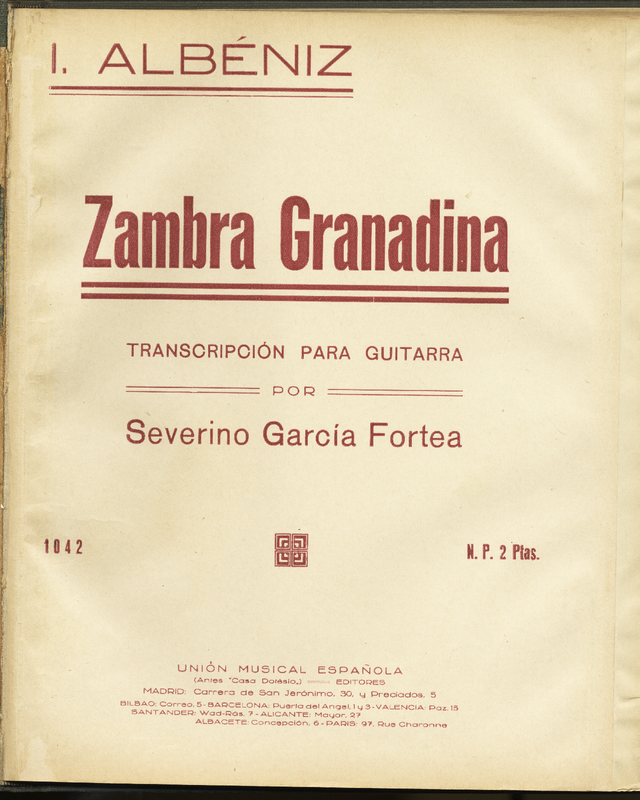 I. ALBÉNIZ
Zambra Granadina
TRANSCRIPCIÓN PARA GUITARRA
POR
Severino García Fortea
1042
N. P. 2 Ptas.
UNIÓN MUSICAL ESPAÑOLA
(Antes "Casa Dotésio„) EDITORES
MADRID: Carrera de San Jerónimo, 30, y Preciados, 5
BILBAO: Correo, 5 - BARCELONA: Puerta del Angel, 1 y 3 - VALENCIA: Paz, 15
SANTANDER: Wad-Rás, 7 - ALICANTE: Mayor, 27
ALBACETE: Concepción, 6 - PARIS: 97, Rue Charonne